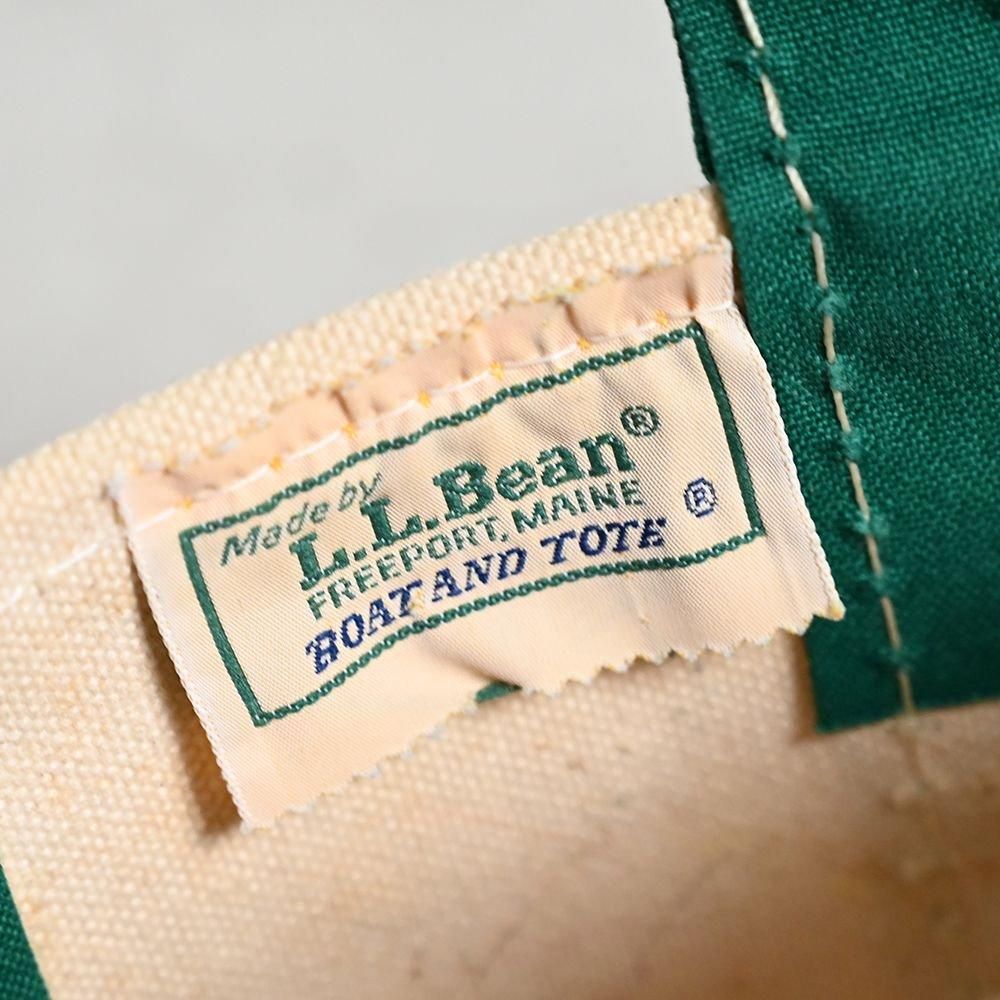 Made by
L.L.Bean®
FREEPORT, MAINE
BOAT AND TOTE ®